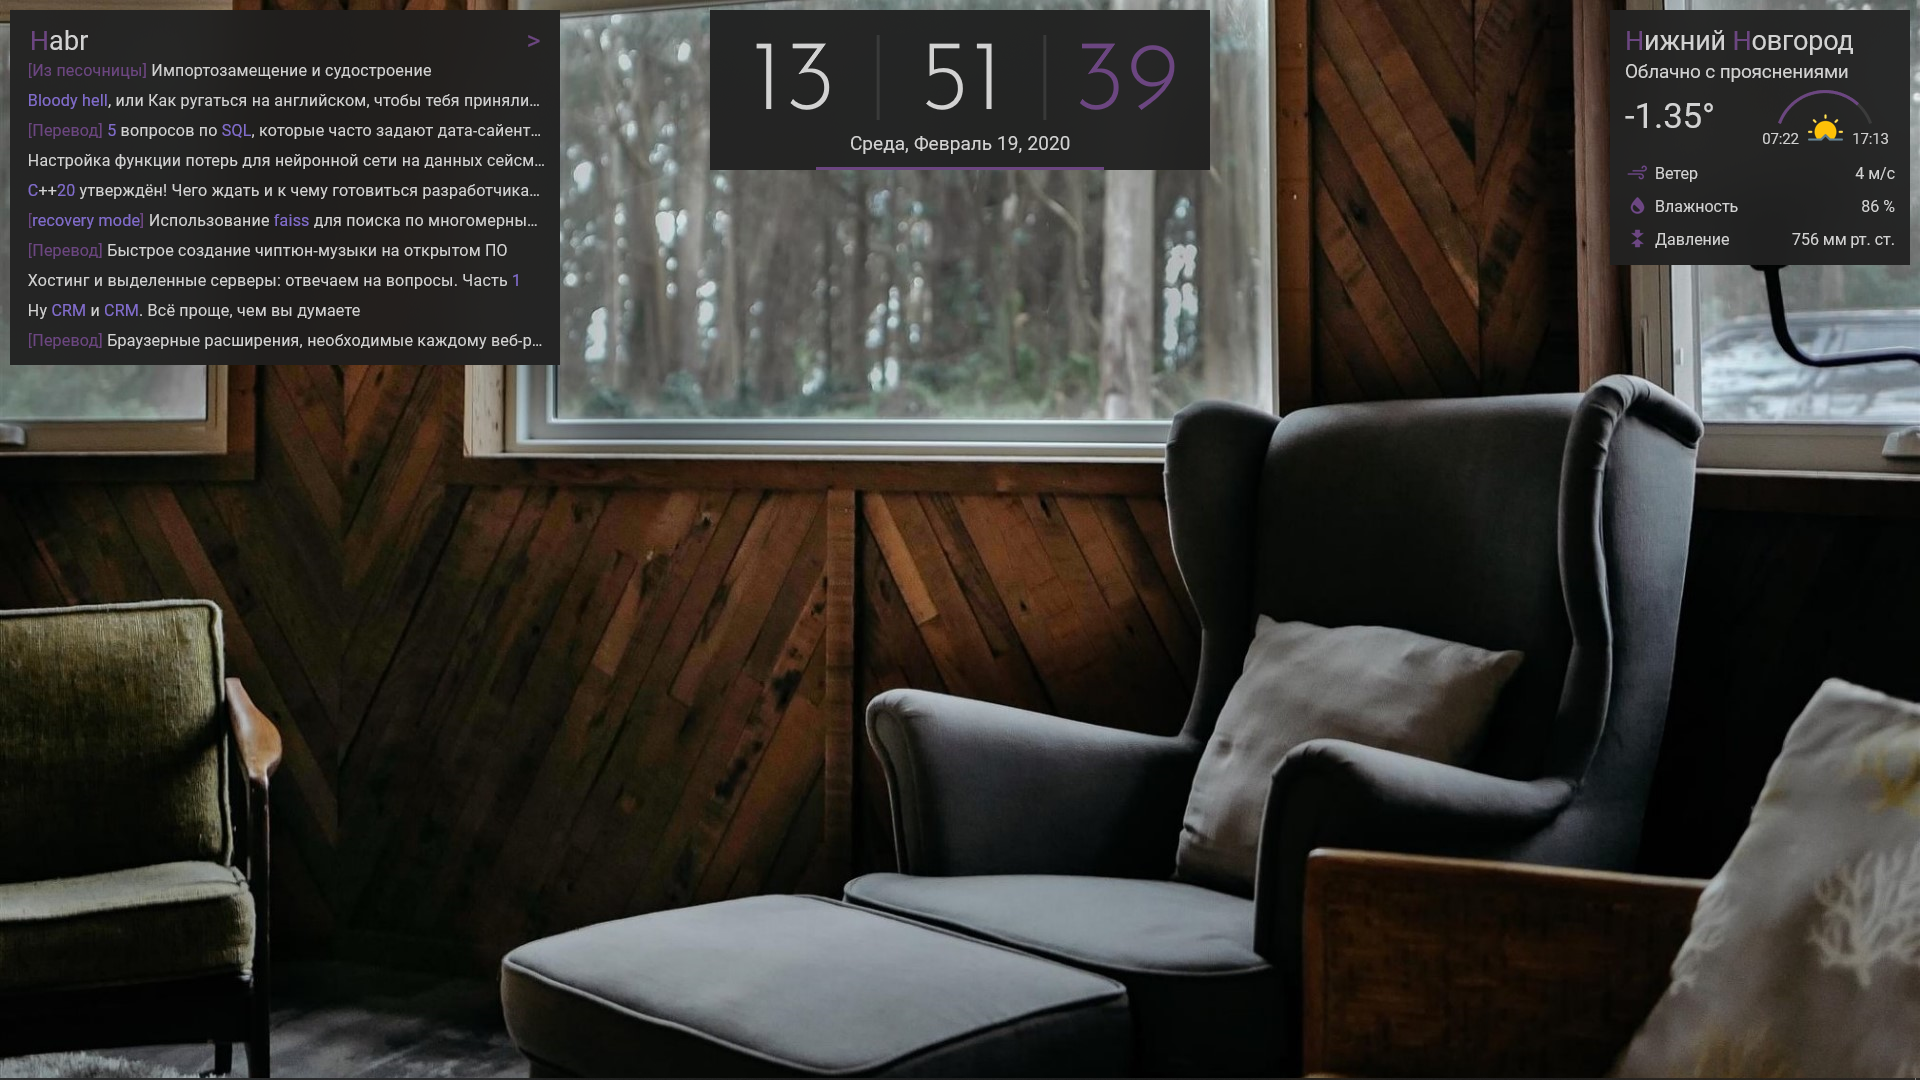 Habr >
[Из песочницы] Импортозамещение и судостроение
Bloody hell, или Как ругаться на английском, чтобы тебя приняли...
[Перевод] 5 вопросов по SQL, которые часто задают дата-сайент...
Настройка функции потерь для нейронной сети на данных сейсм...
C++20 утверждён! Чего ждать и к чему готовиться разработчика...
[recovery mode] Использование faiss для поиска по многомерны...
[Перевод] Быстрое создание чиптюн-музыки на открытом ПО
Хостинг и выделенные серверы: отвечаем на вопросы. Часть 1
Ну CRM и CRM. Всё проще, чем вы думаете
[Перевод] Браузерные расширения, необходимые каждому веб-р...
13 51 39
Среда, Февраль 19, 2020
Нижний Новгород
Облачно с прояснениями
-1.35°
07:22 17:13
Ветер 4 м/с
Влажность 86 %
Давление 756 мм рт. ст.